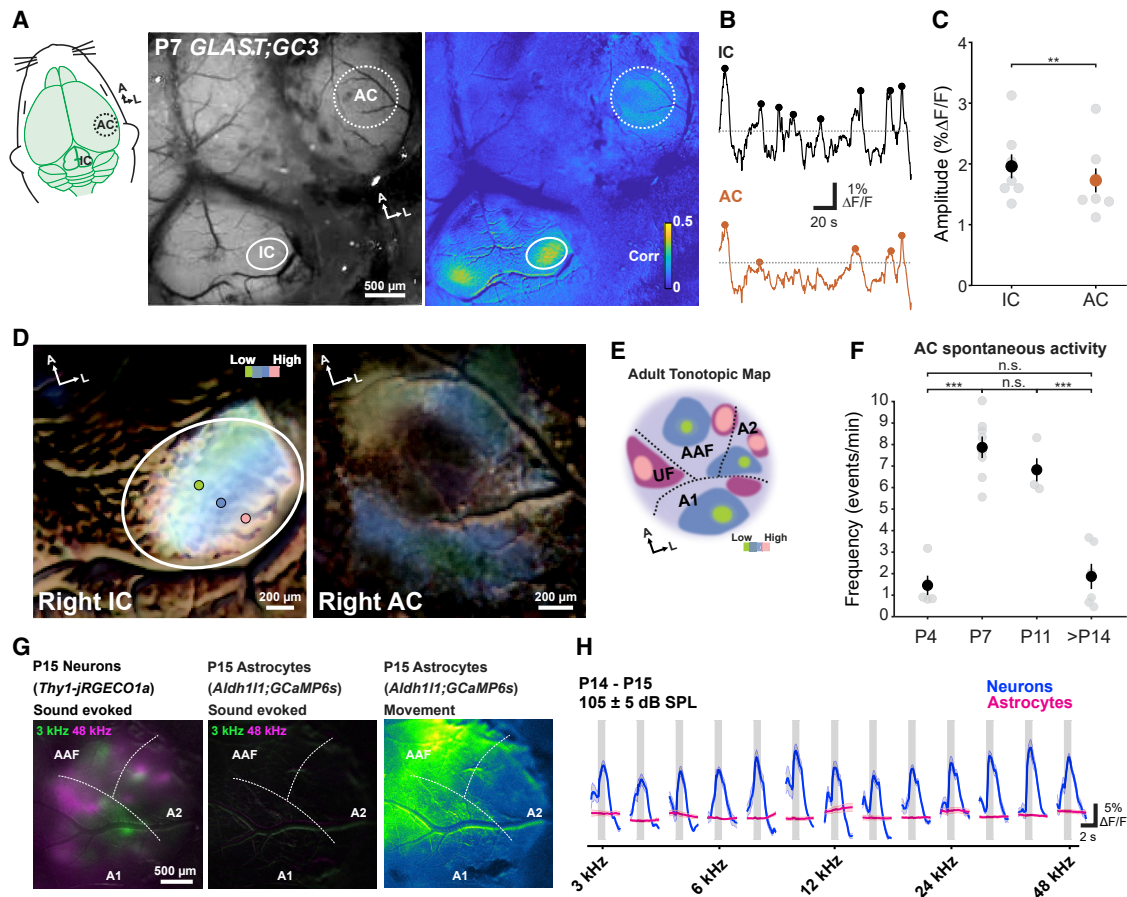 A
A
L
AC
IC
P7 GLAST;GC3
AC
IC
A
L
500 µm
A
L
Corr
0.5
0
B
IC
AC
1%
ΔF/F
20 s
C
**
Amplitude (%ΔF/F)
4
3
2
1
0
IC
AC
D
A
L
Low High
Right IC
200 µm
A
L
Right AC
200 µm
E
Adult Tonotopic Map
A2
AAF
UF
A1
A
L
Low High
F
AC spontaneous activity
n.s.
*** n.s. ***
Frequency (events/min)
10
9
8
7
6
5
4
3
2
1
0
P4 P7 P11 >P14
G
P15 Neurons
(Thy1-jRGECO1a)
Sound evoked
3 kHz 48 kHz
AAF
A2
A1
500 µm
P15 Astrocytes
(Aldh1l1;GCaMP6s)
Sound evoked
3 kHz 48 kHz
AAF
A2
A1
P15 Astrocytes
(Aldh1l1;GCaMP6s)
Movement
AAF
A2
A1
H
P14 - P15
105 ± 5 dB SPL
Neurons
Astrocytes
5%
ΔF/F
2 s
3 kHz 6 kHz 12 kHz 24 kHz 48 kHz